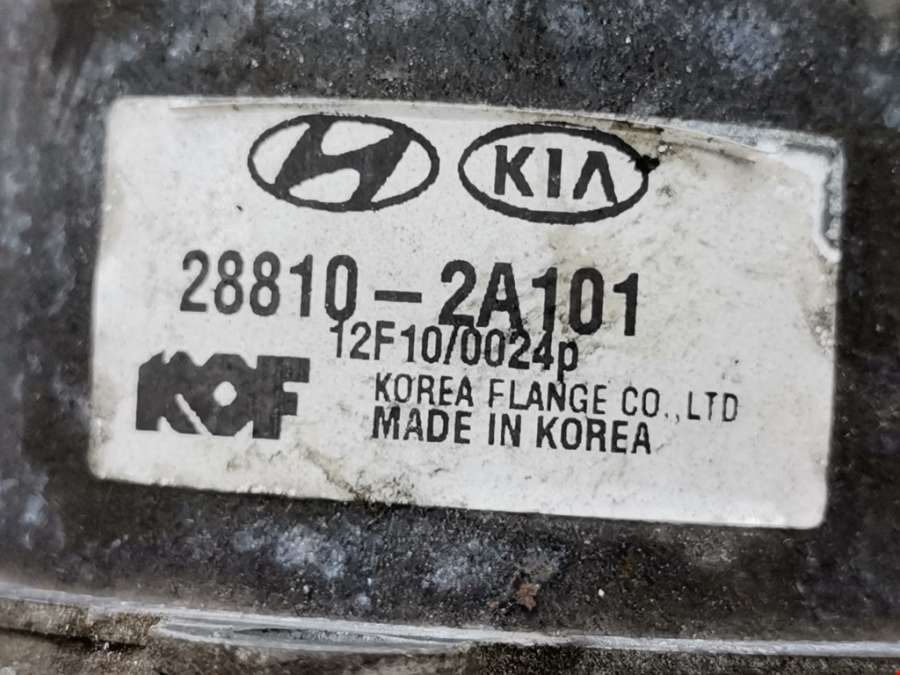 KIA
28810-2A101
12F10/0024p
KOF
KOREA FLANGE CO.,LTD
MADE IN KOREA